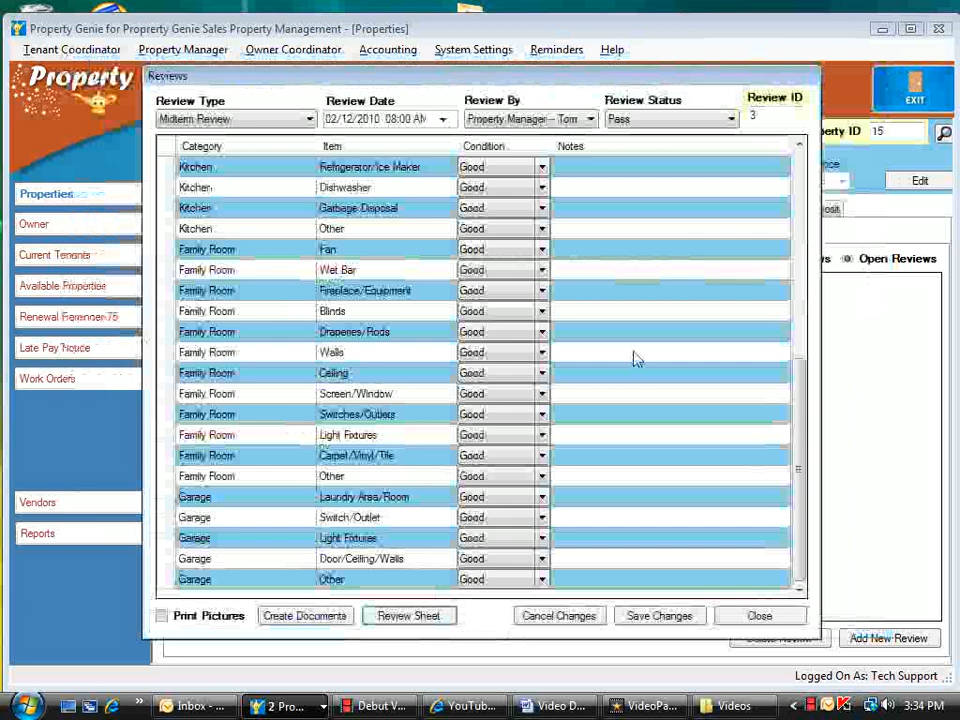 Property Genie for Proprerty Genie Sales Property Management - [Properties]
Tenant Coordinator Property Manager Owner Coordinator Accounting System Settings Reminders Help
Property
EXIT
Reviews
Review Type Review Date Review By Review Status Review ID
Midterm Review 02/12/2010 08:00 AM Property Manager -- Tom Pass 3
perty ID 15
Edit
Category Item Condition Notes
Kitchen Refrigerator/Ice Maker Good
Kitchen Dishwasher Good
Kitchen Garbage Disposal Good
Kitchen Other Good
Family Room Fan Good
Family Room Wet Bar Good
Family Room Fireplace/Equipment Good
Family Room Blinds Good
Family Room Draperies/Rods Good
Family Room Walls Good
Family Room Ceiling Good
Family Room Screen/Window Good
Family Room Switches/Outlets Good
Family Room Light Fixtures Good
Family Room Carpet/Vinyl/Tile Good
Family Room Other Good
Garage Laundry Area/Room Good
Garage Switch/Outlet Good
Garage Light Fixtures Good
Garage Door/Ceiling/Walls Good
Garage Other Good
Print Pictures Create Documents Review Sheet Cancel Changes Save Changes Close
Properties
Owner
Current Tenants
Available Properties
Late Pay Notice
Work Orders
Vendors
Reports
Open Reviews
Add New Review
Logged On As: Tech Support
Inbox - ... 2 Pro... Debut V... YouTub... Video D... VideoPa... Videos 3:34 PM